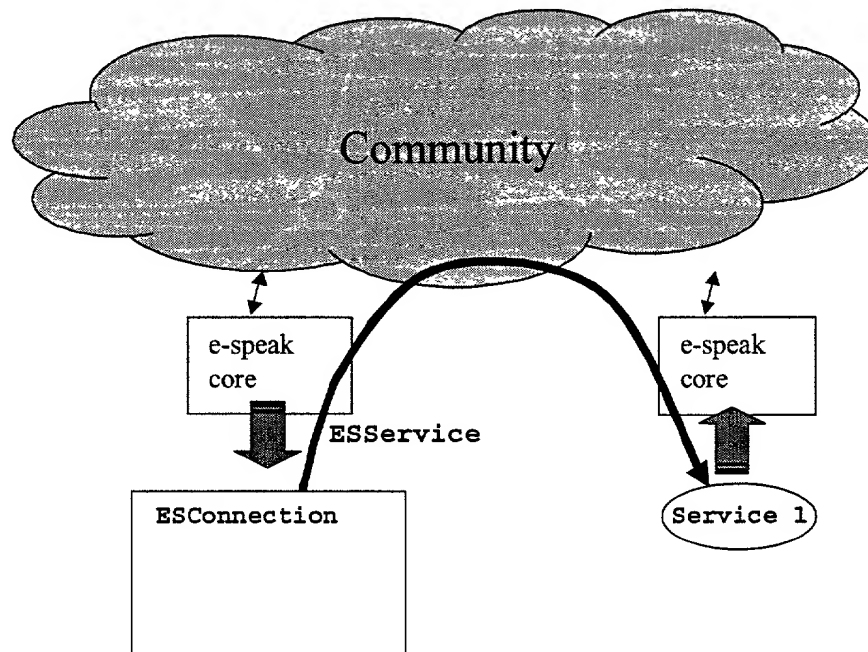 Community
e-speak
core
e-speak
core
ESService
ESConnection
Service 1